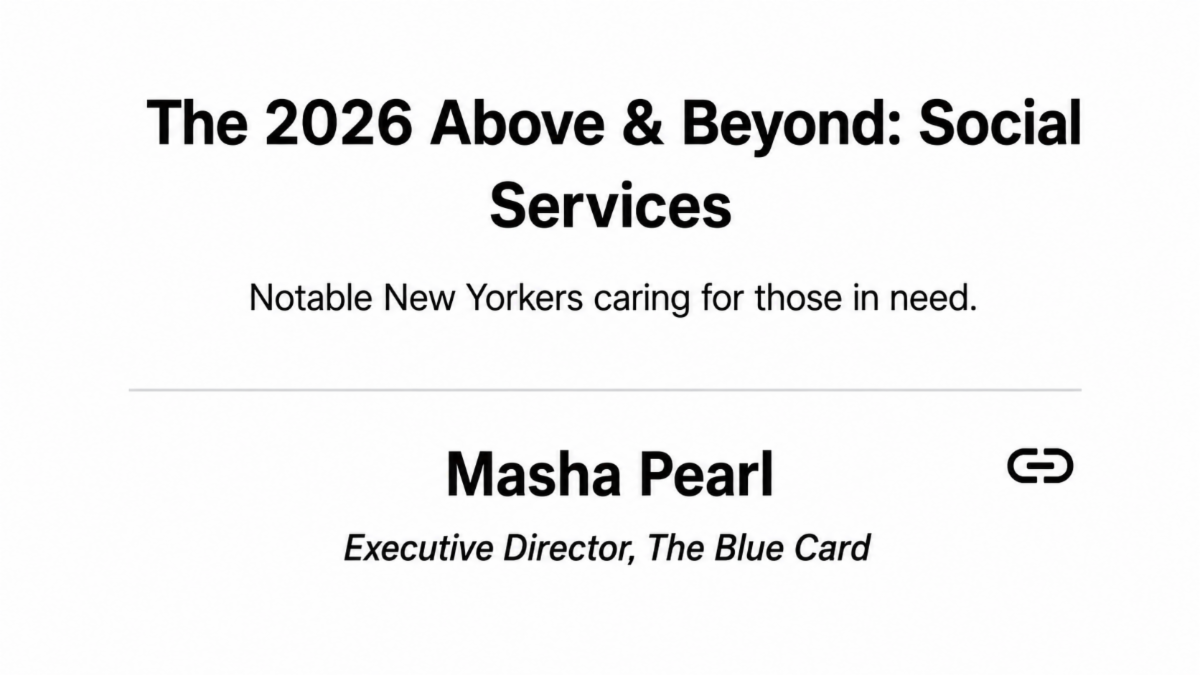 The 2026 Above & Beyond: Social
Services
Notable New Yorkers caring for those in need.
Masha Pearl
Executive Director, The Blue Card